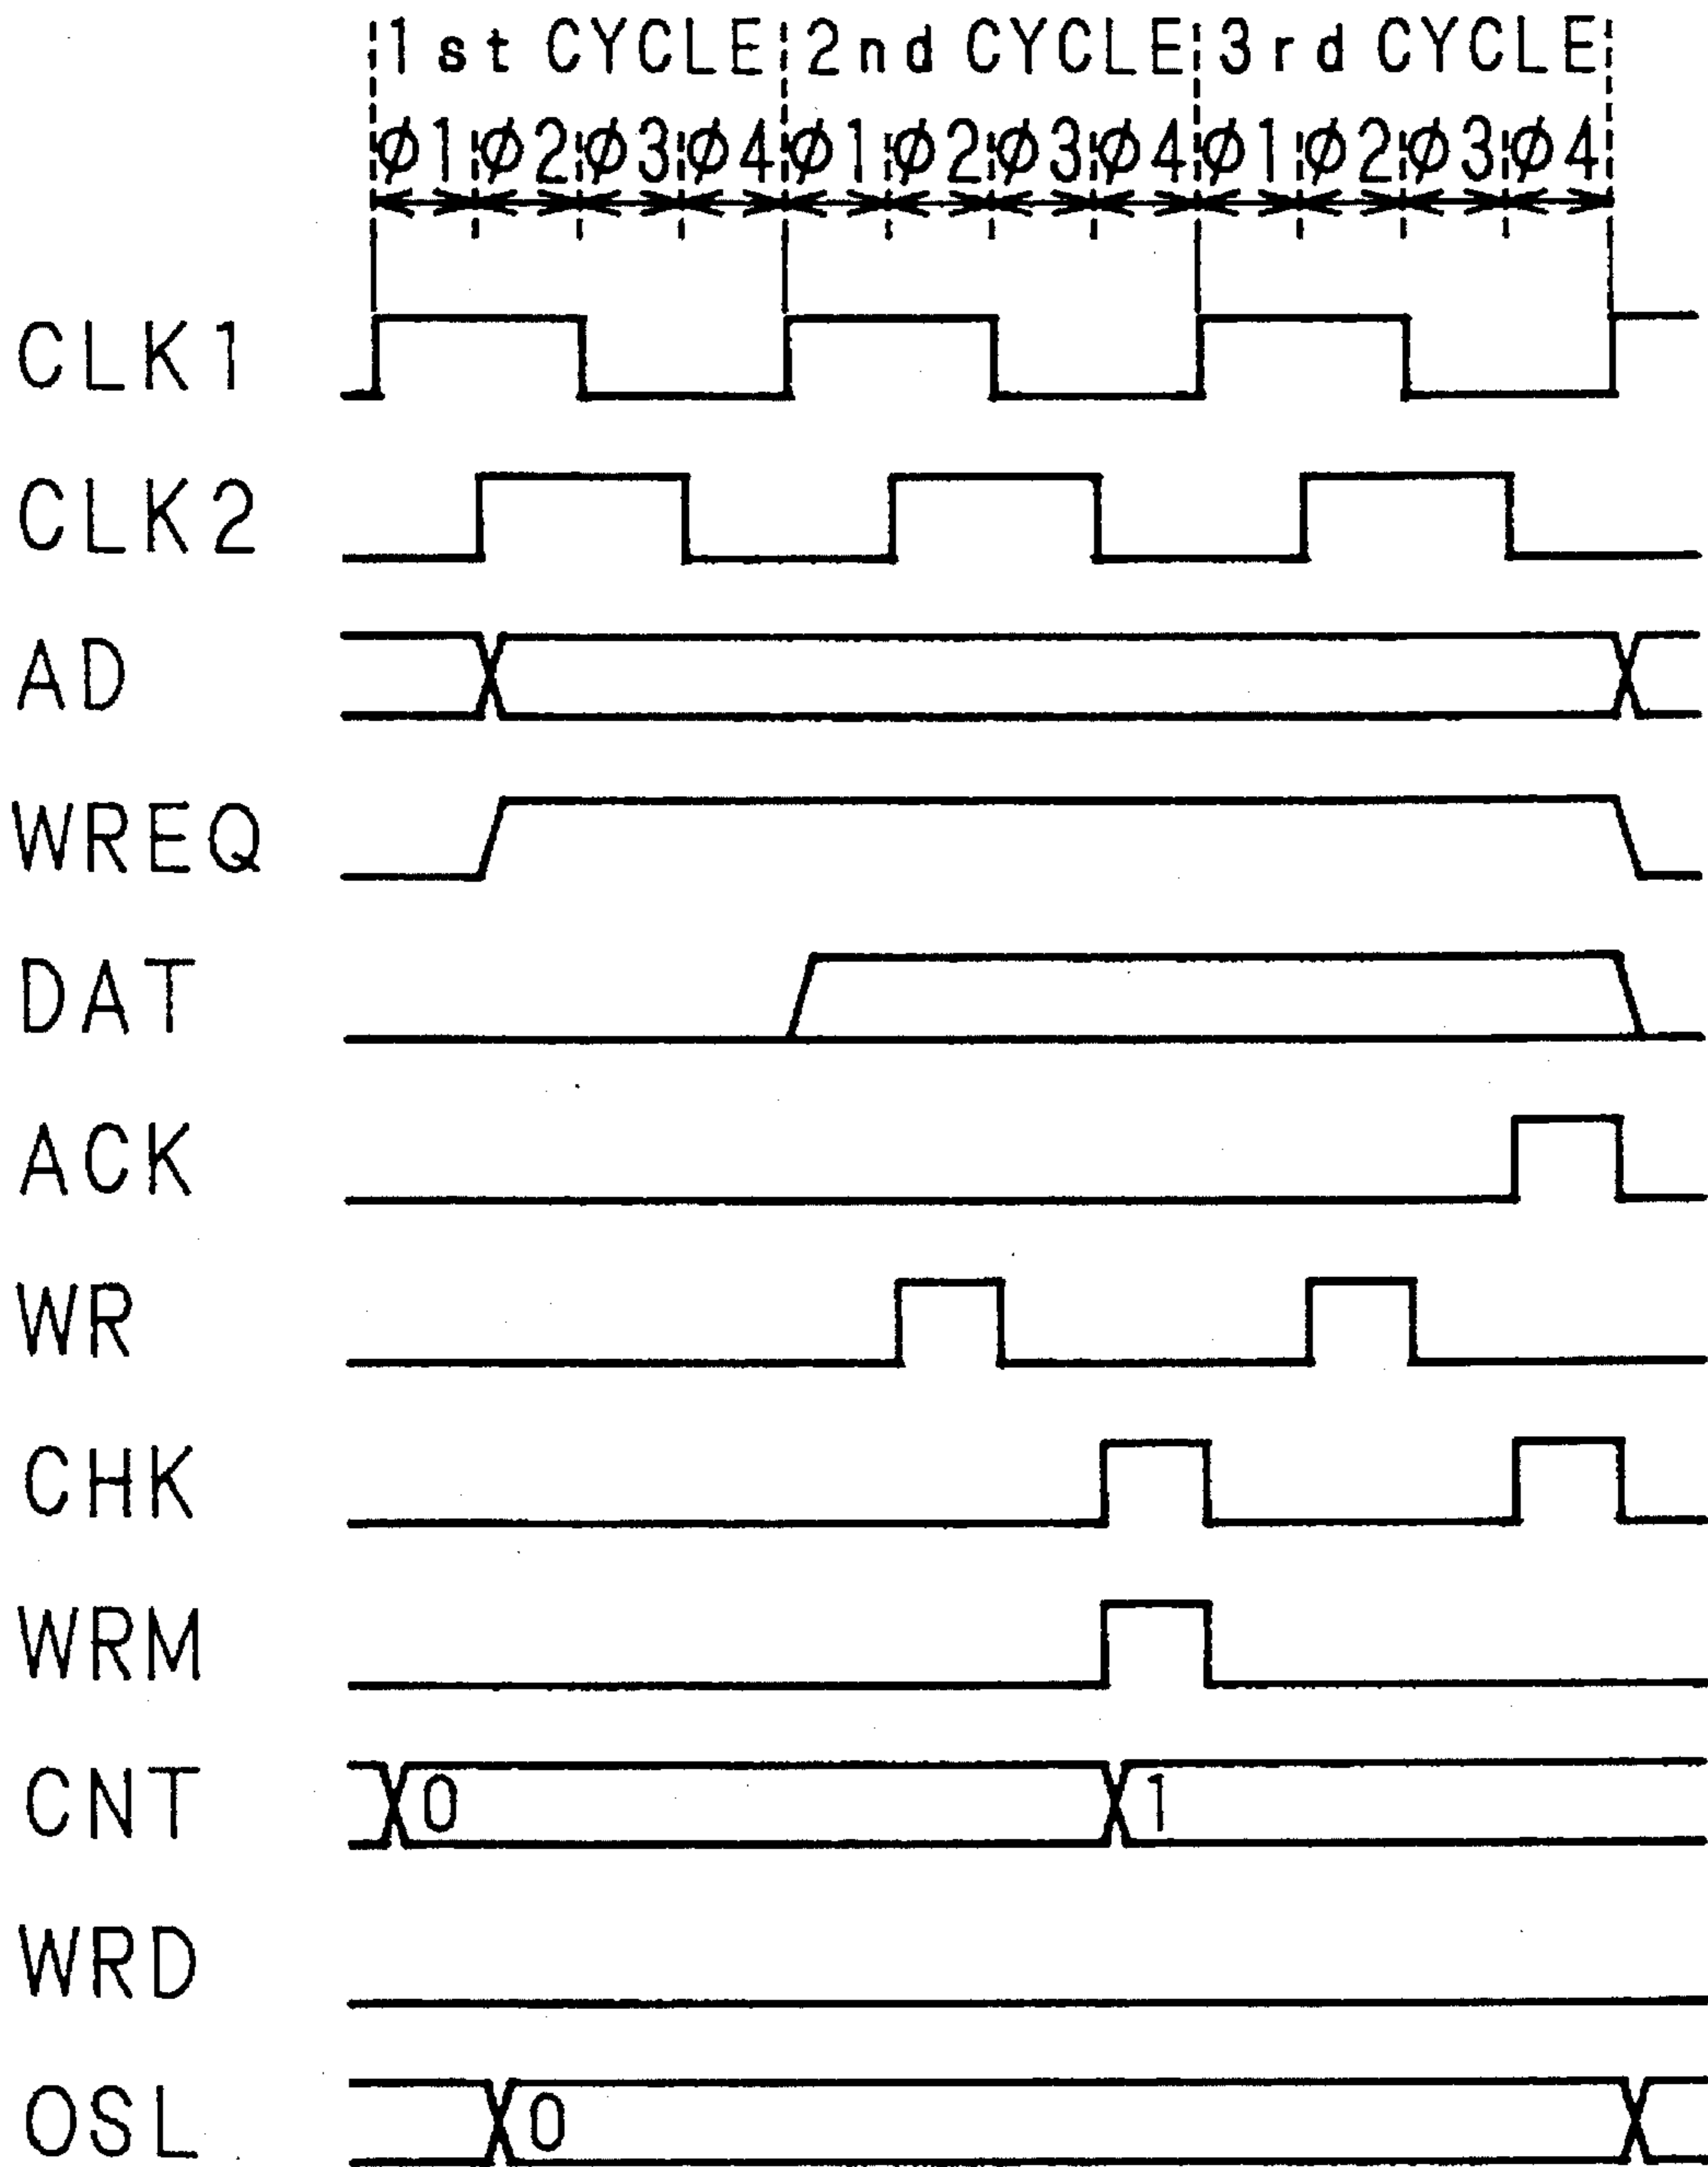 1st CYCLE 2nd CYCLE 3rd CYCLE
φ1 φ2 φ3 φ4 φ1 φ2 φ3 φ4 φ1 φ2 φ3 φ4
CLK1
CLK2
AD
WREQ
DAT
ACK
WR
CHK
WRM
CNT 0 1
WRD
OSL 0